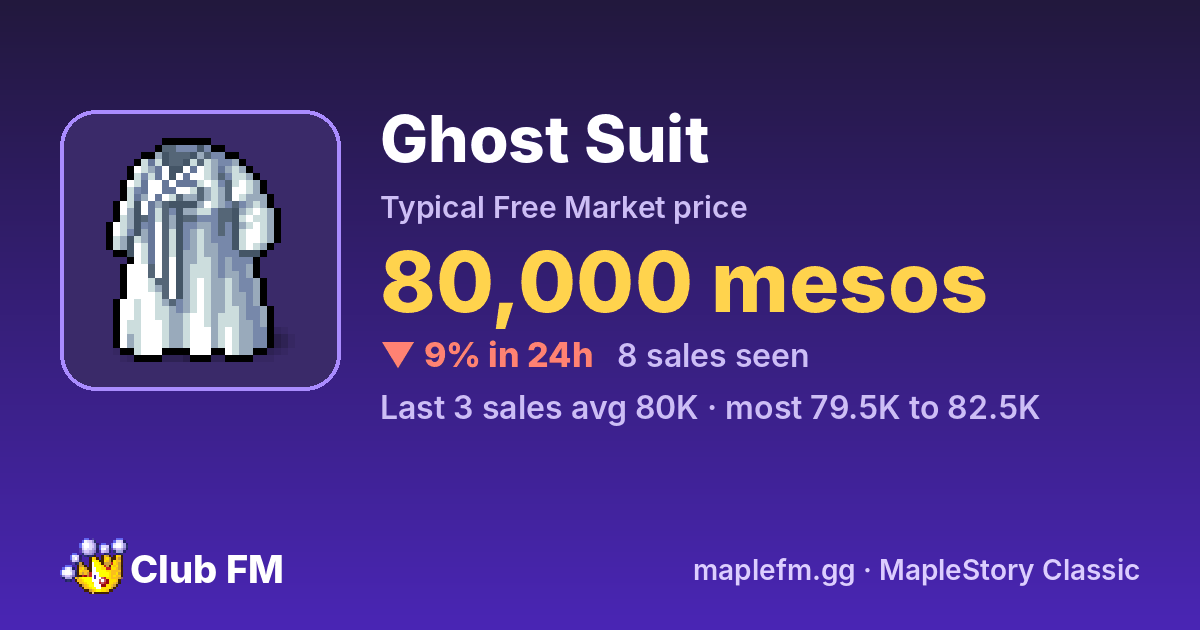 Ghost Suit
Typical Free Market price
80,000 mesos
▼ 9% in 24h 8 sales seen
Last 3 sales avg 80K · most 79.5K to 82.5K
Club FM
maplefm.gg · MapleStory Classic